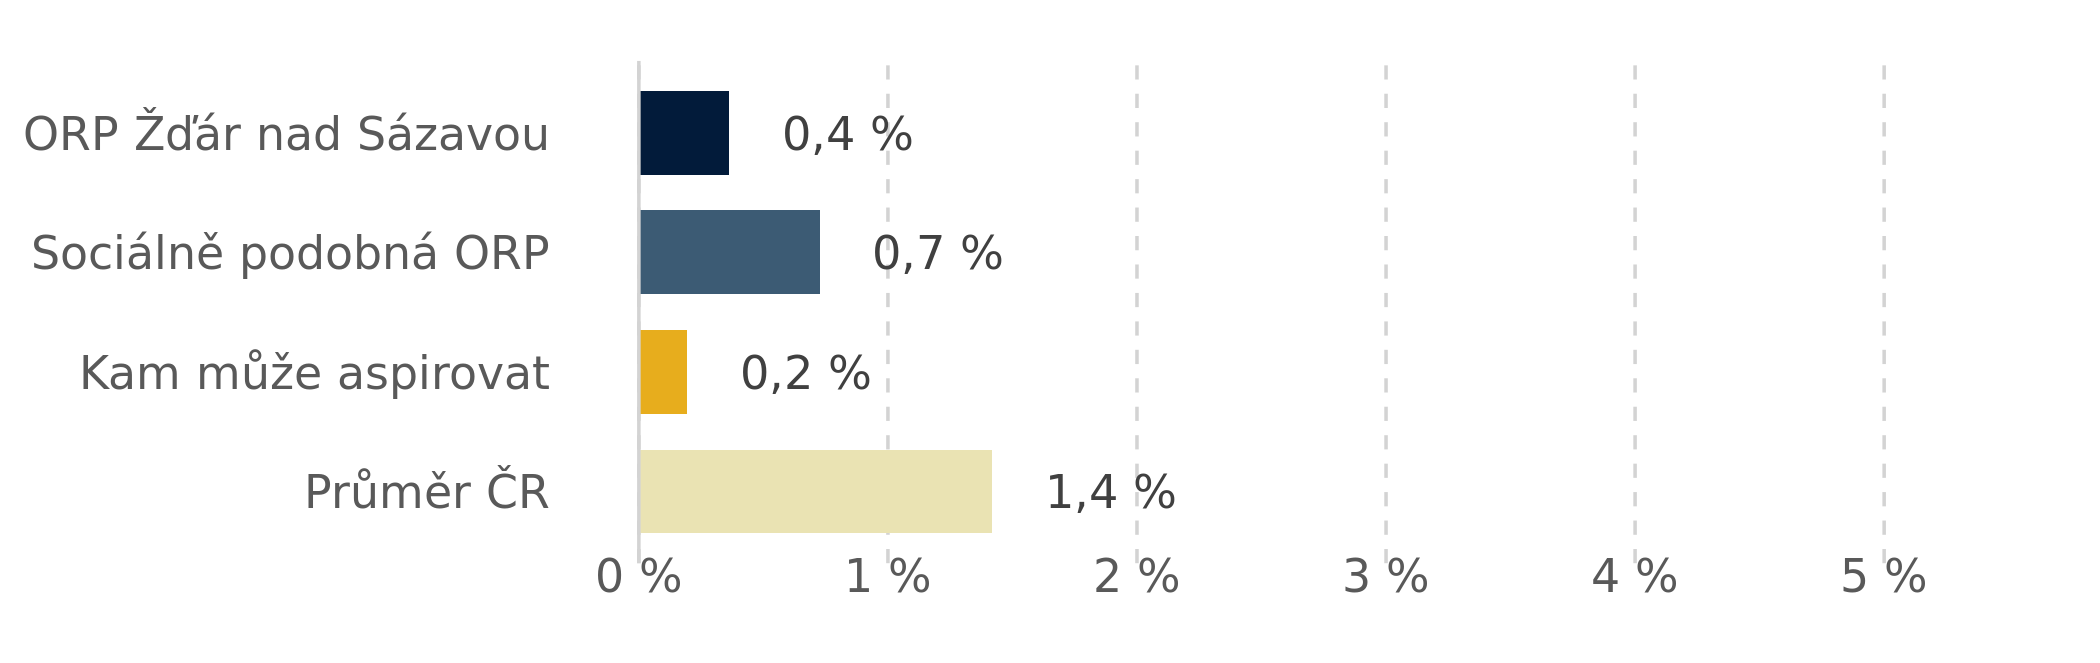 ORP Žďár nad Sázavou 0,4 %
Sociálně podobná ORP 0,7 %
Kam může aspirovat 0,2 %
Průměr ČR 1,4 %
0 % 1 % 2 % 3 % 4 % 5 %